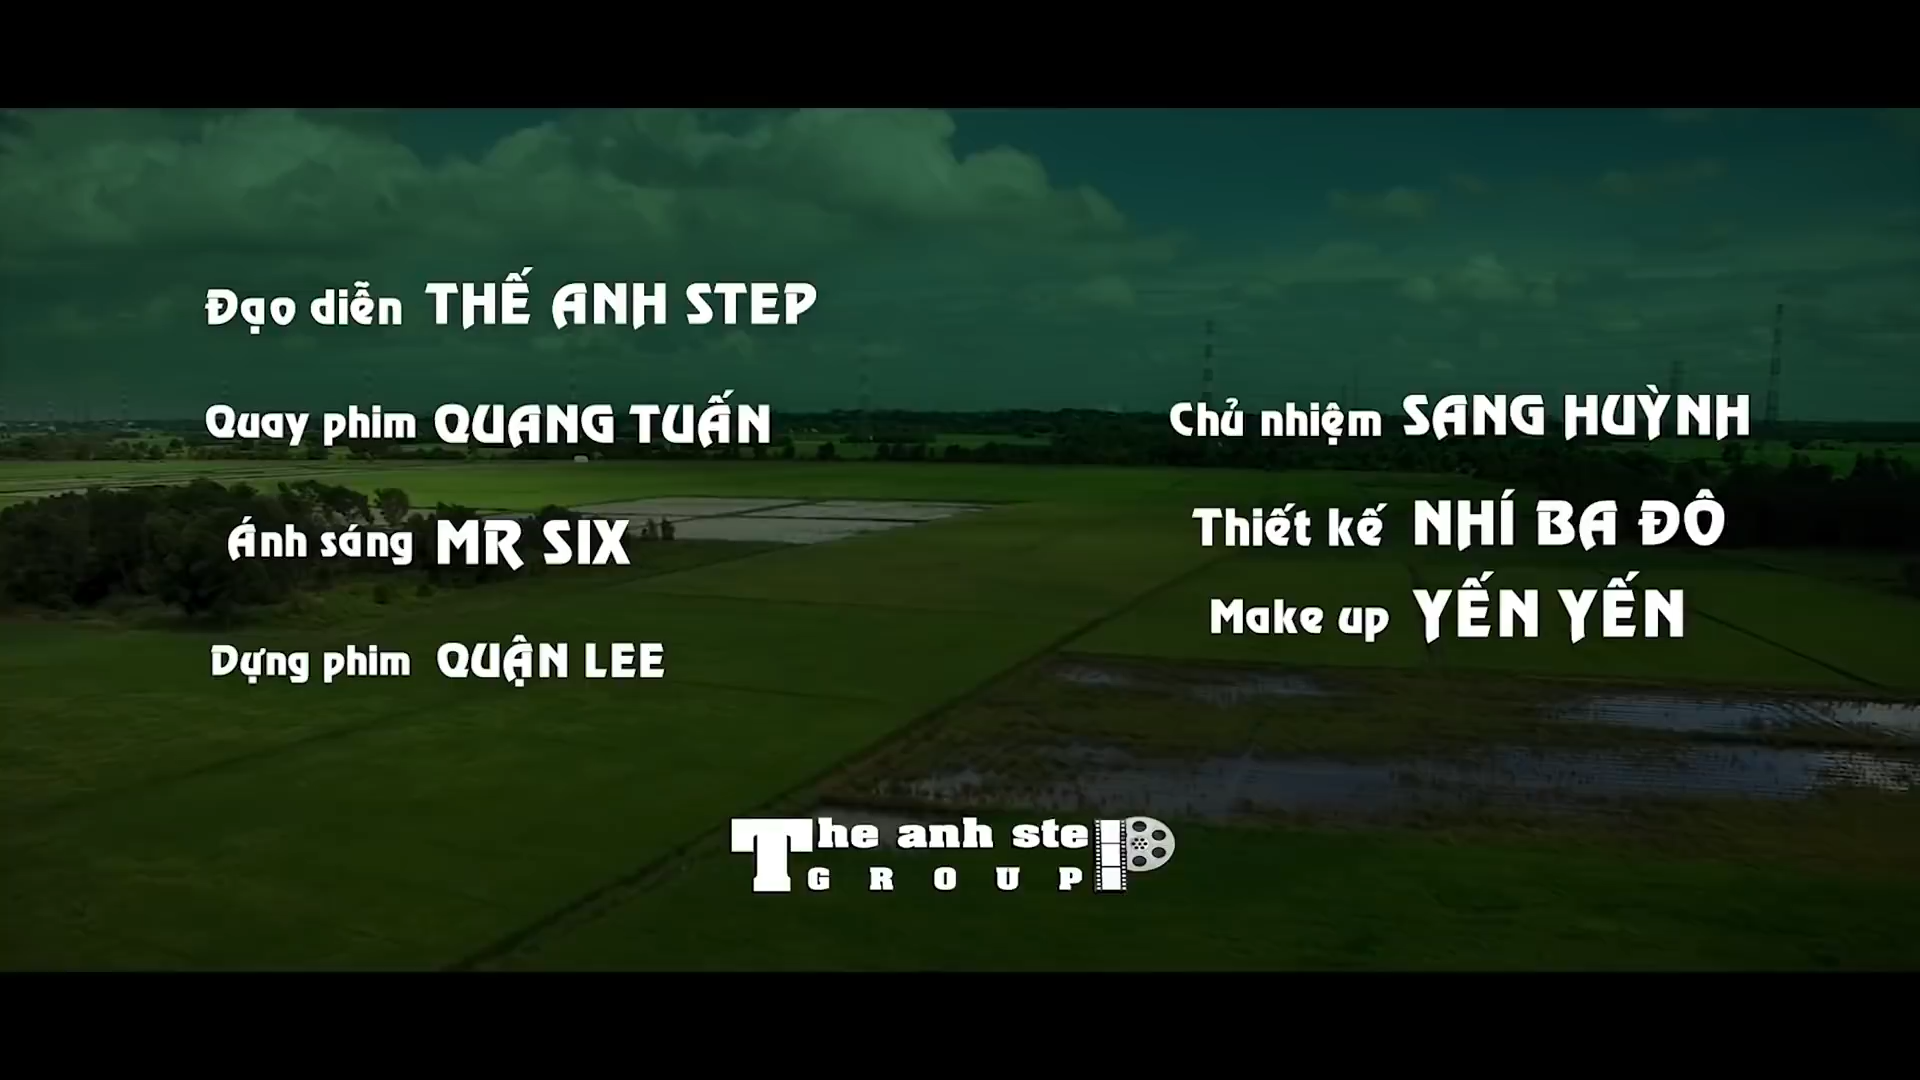 Đạo diễn THẾ ANH STEP
Quay phim QUANG TUẤN
Ánh sáng MR SIX
Dựng phim QUẬN LEE
Chủ nhiệm SANG HUỲNH
Thiết kế NHÍ BA ĐÔ
Make up YẾN YẾN
The anh step
GROUP